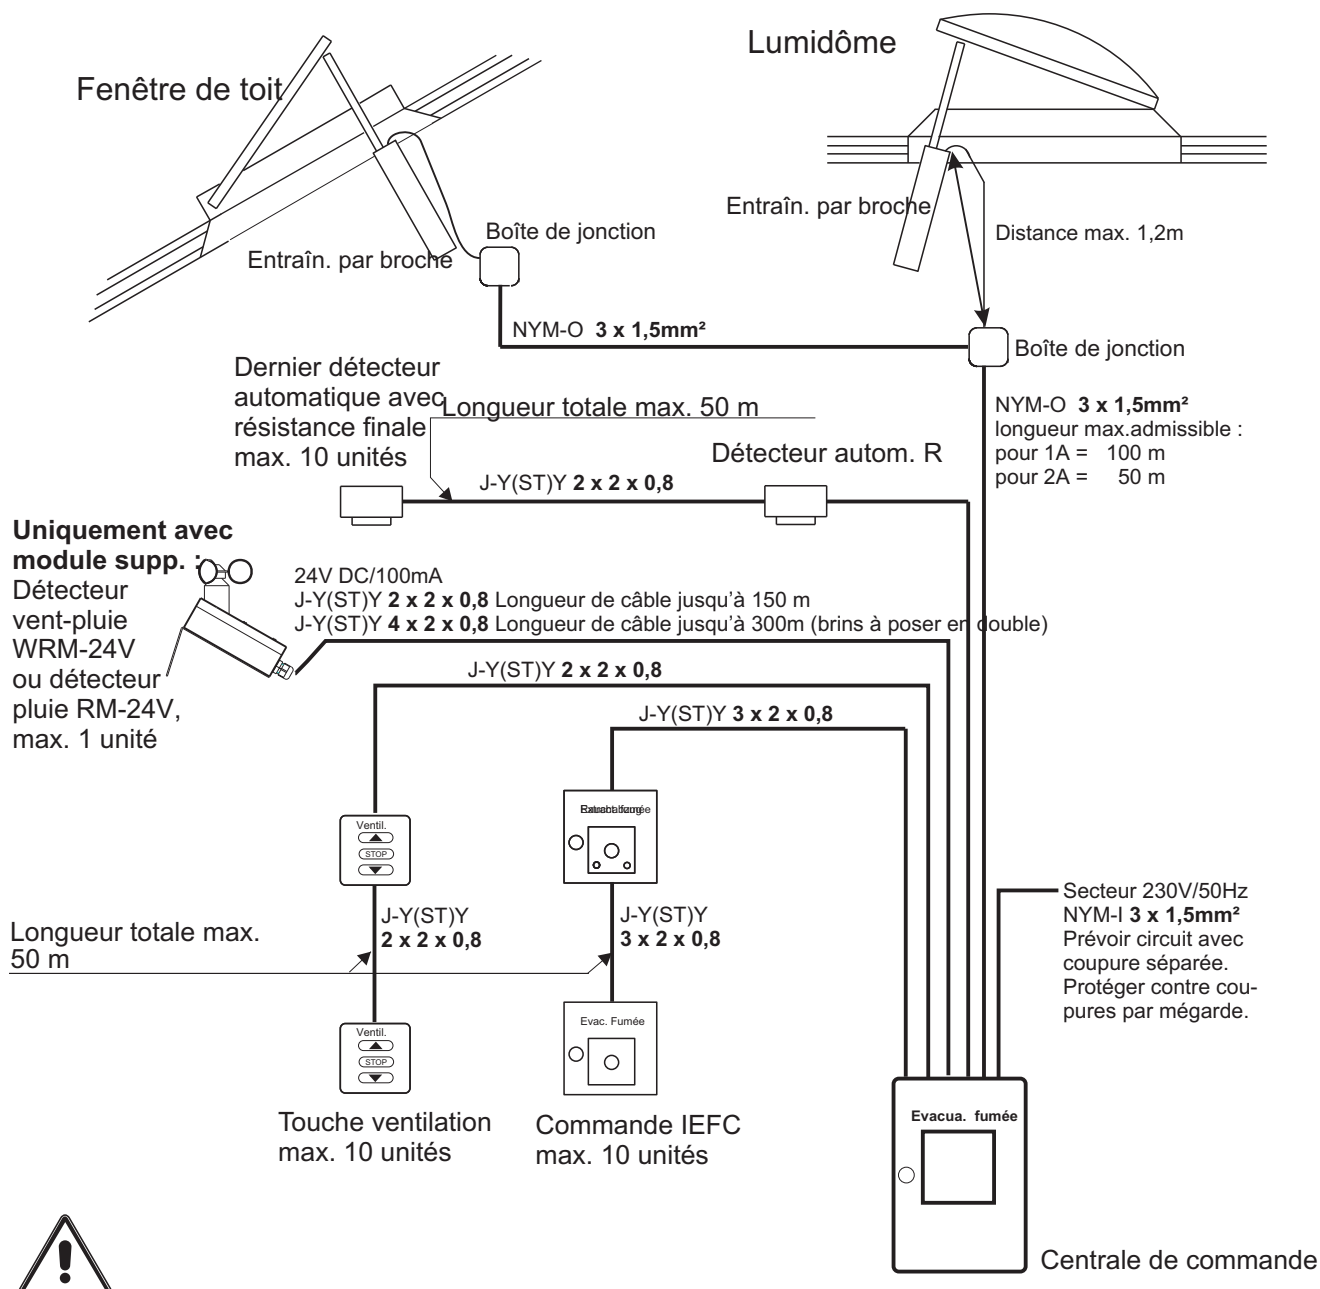 Lumidôme
Fenêtre de toit
Entraîn. par broche
Boîte de jonction
Distance max. 1,2m
Entraîn. par broche
NYM-O 3 x 1,5mm²
Boîte de jonction
Dernier détecteur
automatique avec
résistance finale
max. 10 unités
Longueur totale max. 50 m
NYM-O 3 x 1,5mm²
longueur max.admissible :
pour 1A = 100 m
pour 2A = 50 m
Détecteur autom. R
J-Y(ST)Y 2 x 2 x 0,8
Uniquement avec
module supp. :
Détecteur
vent-pluie
WRM-24V
ou détecteur
pluie RM-24V,
max. 1 unité
24V DC/100mA
J-Y(ST)Y 2 x 2 x 0,8 Longueur de câble jusqu'à 150 m
J-Y(ST)Y 4 x 2 x 0,8 Longueur de câble jusqu'à 300m (brins à poser en double)
J-Y(ST)Y 2 x 2 x 0,8
J-Y(ST)Y 3 x 2 x 0,8
Ventil.
STOP
J-Y(ST)Y
2 x 2 x 0,8
J-Y(ST)Y
3 x 2 x 0,8
Longueur totale max.
50 m
Secteur 230V/50Hz
NYM-I 3 x 1,5mm²
Prévoir circuit avec
coupure séparée.
Protéger contre cou-
pures par mégarde.
Ventil.
STOP
Evac. Fumée
Touche ventilation
max. 10 unités
Commande IEFC
max. 10 unités
Evacua. fumée
Centrale de commande